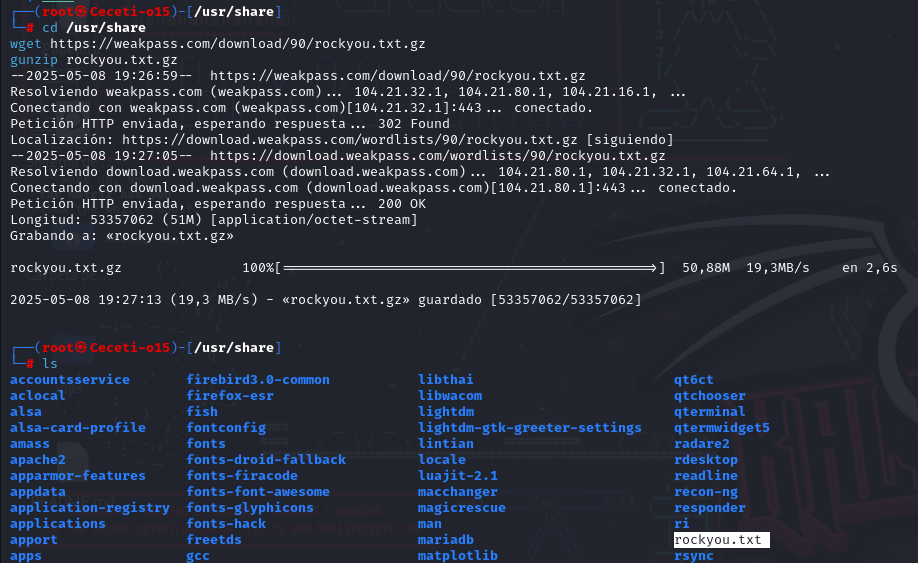 ┌──(root㉿Ceceti-o15)-[/usr/share]
└─# cd /usr/share
wget https://weakpass.com/download/90/rockyou.txt.gz
gunzip rockyou.txt.gz
--2025-05-08 19:26:59--  https://weakpass.com/download/90/rockyou.txt.gz
Resolviendo weakpass.com (weakpass.com)... 104.21.32.1, 104.21.80.1, 104.21.16.1, ...
Conectando con weakpass.com (weakpass.com)[104.21.32.1]:443... conectado.
Petición HTTP enviada, esperando respuesta... 302 Found
Localización: https://download.weakpass.com/wordlists/90/rockyou.txt.gz [siguiendo]
--2025-05-08 19:27:05--  https://download.weakpass.com/wordlists/90/rockyou.txt.gz
Resolviendo download.weakpass.com (download.weakpass.com)... 104.21.80.1, 104.21.32.1, 104.21.64.1, ...
Conectando con download.weakpass.com (download.weakpass.com)[104.21.80.1]:443... conectado.
Petición HTTP enviada, esperando respuesta... 200 OK
Longitud: 53357062 (51M) [application/octet-stream]
Grabando a: «rockyou.txt.gz»
rockyou.txt.gz 100%[==================================================>] 50,88M 19,3MB/s en 2,6s
2025-05-08 19:27:13 (19,3 MB/s) - «rockyou.txt.gz» guardado [53357062/53357062]
┌──(root㉿Ceceti-o15)-[/usr/share]
└─# ls
accountsservice firebird3.0-common libthai qt6ct
aclocal firefox-esr libwacom qtchooser
alsa fish lightdm qterminal
alsa-card-profile fontconfig lightdm-gtk-greeter-settings qtermwidget5
amass fonts lintian radare2
apache2 fonts-droid-fallback locale rdesktop
apparmor-features fonts-firacode luajit-2.1 readline
appdata fonts-font-awesome macchanger recon-ng
application-registry fonts-glyphicons magicrescue responder
applications fonts-hack man ri
apport freetds mariadb rockyou.txt
apps gcc matplotlib rsync